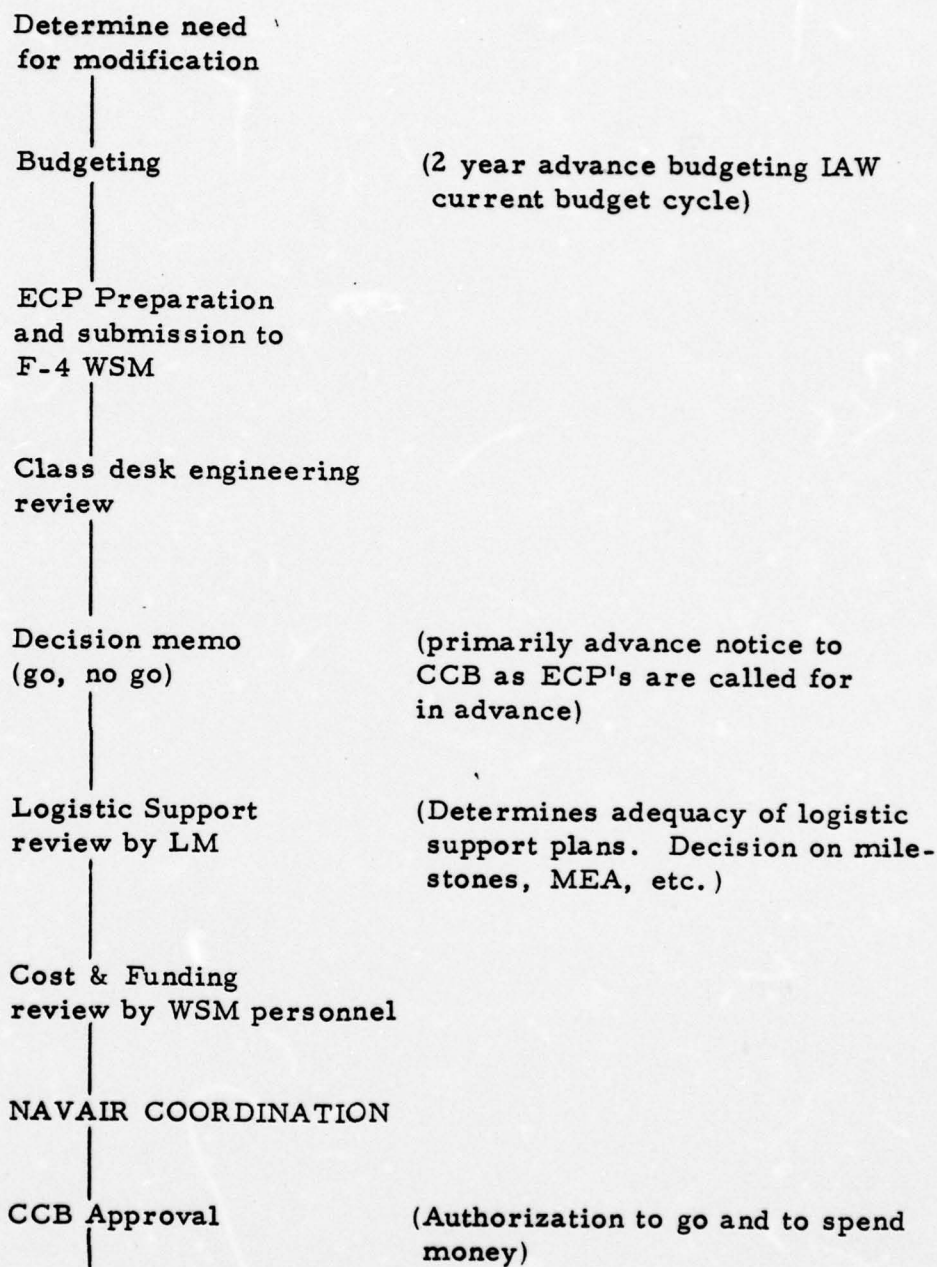 Determine need
for modification
Budgeting
(2 year advance budgeting IAW
current budget cycle)
ECP Preparation
and submission to
F-4 WSM
Class desk engineering
review
Decision memo
(go, no go)
(primarily advance notice to
CCB as ECP's are called for
in advance)
Logistic Support
review by LM
(Determines adequacy of logistic
support plans. Decision on mile-
stones, MEA, etc.)
Cost & Funding
review by WSM personnel
NAVAIR COORDINATION
CCB Approval
(Authorization to go and to spend
money)